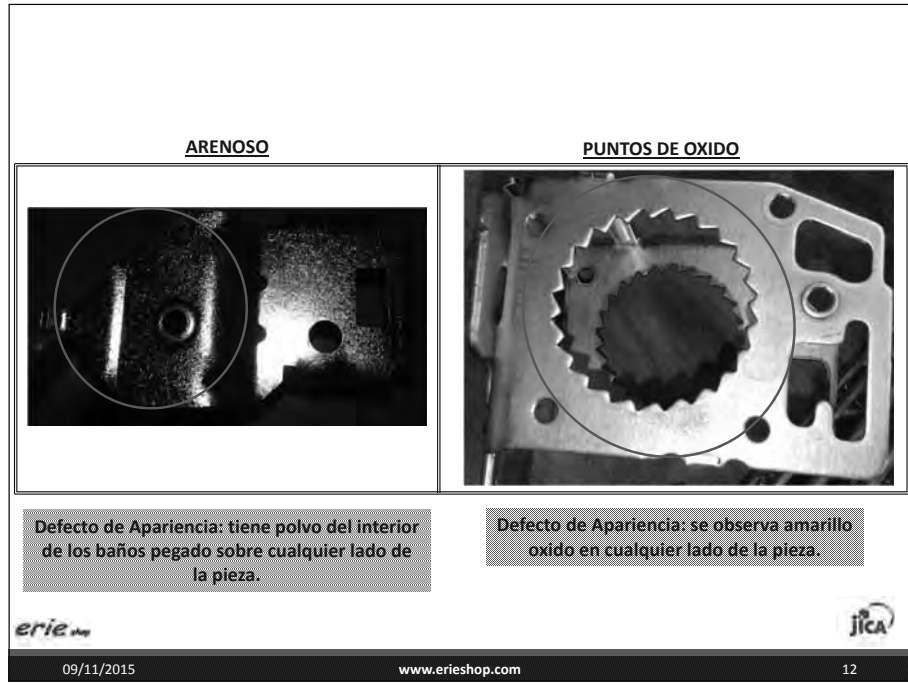 ARENOSO
PUNTOS DE OXIDO
Defecto de Apariencia: tiene polvo del interior
de los baños pegado sobre cualquier lado de
la pieza.
Defecto de Apariencia: se observa amarillo
oxido en cualquier lado de la pieza.
erie shop
jica
09/11/2015
www.erieshop.com
12